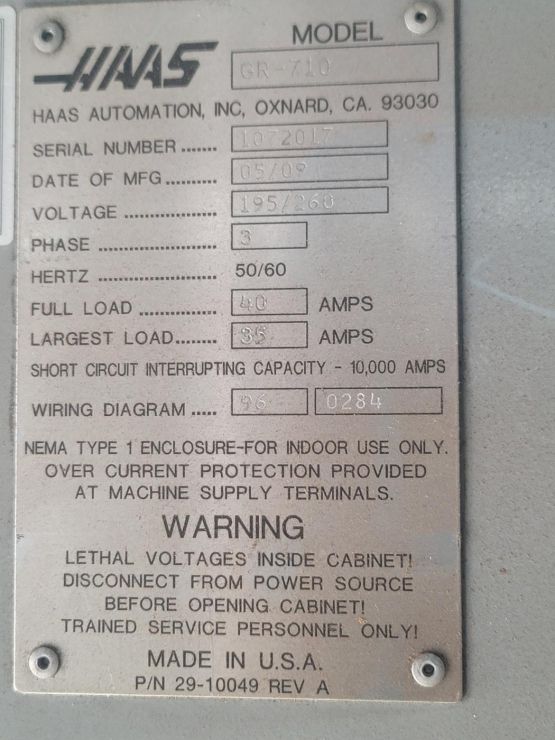 HAAS
MODEL
GR-710
HAAS AUTOMATION, INC, OXNARD, CA. 93030
SERIAL NUMBER ....... 1072017
DATE OF MFG.......... 05/09
VOLTAGE .................. 195/260
PHASE ....................... 3
HERTZ ....................... 50/60
FULL LOAD ............... 40 AMPS
LARGEST LOAD........ 35 AMPS
SHORT CIRCUIT INTERRUPTING CAPACITY - 10,000 AMPS
WIRING DIAGRAM ..... 96 0284
NEMA TYPE 1 ENCLOSURE-FOR INDOOR USE ONLY.
OVER CURRENT PROTECTION PROVIDED
AT MACHINE SUPPLY TERMINALS.
WARNING
LETHAL VOLTAGES INSIDE CABINET!
DISCONNECT FROM POWER SOURCE
BEFORE OPENING CABINET!
TRAINED SERVICE PERSONNEL ONLY!
MADE IN U.S.A.
P/N 29-10049 REV A